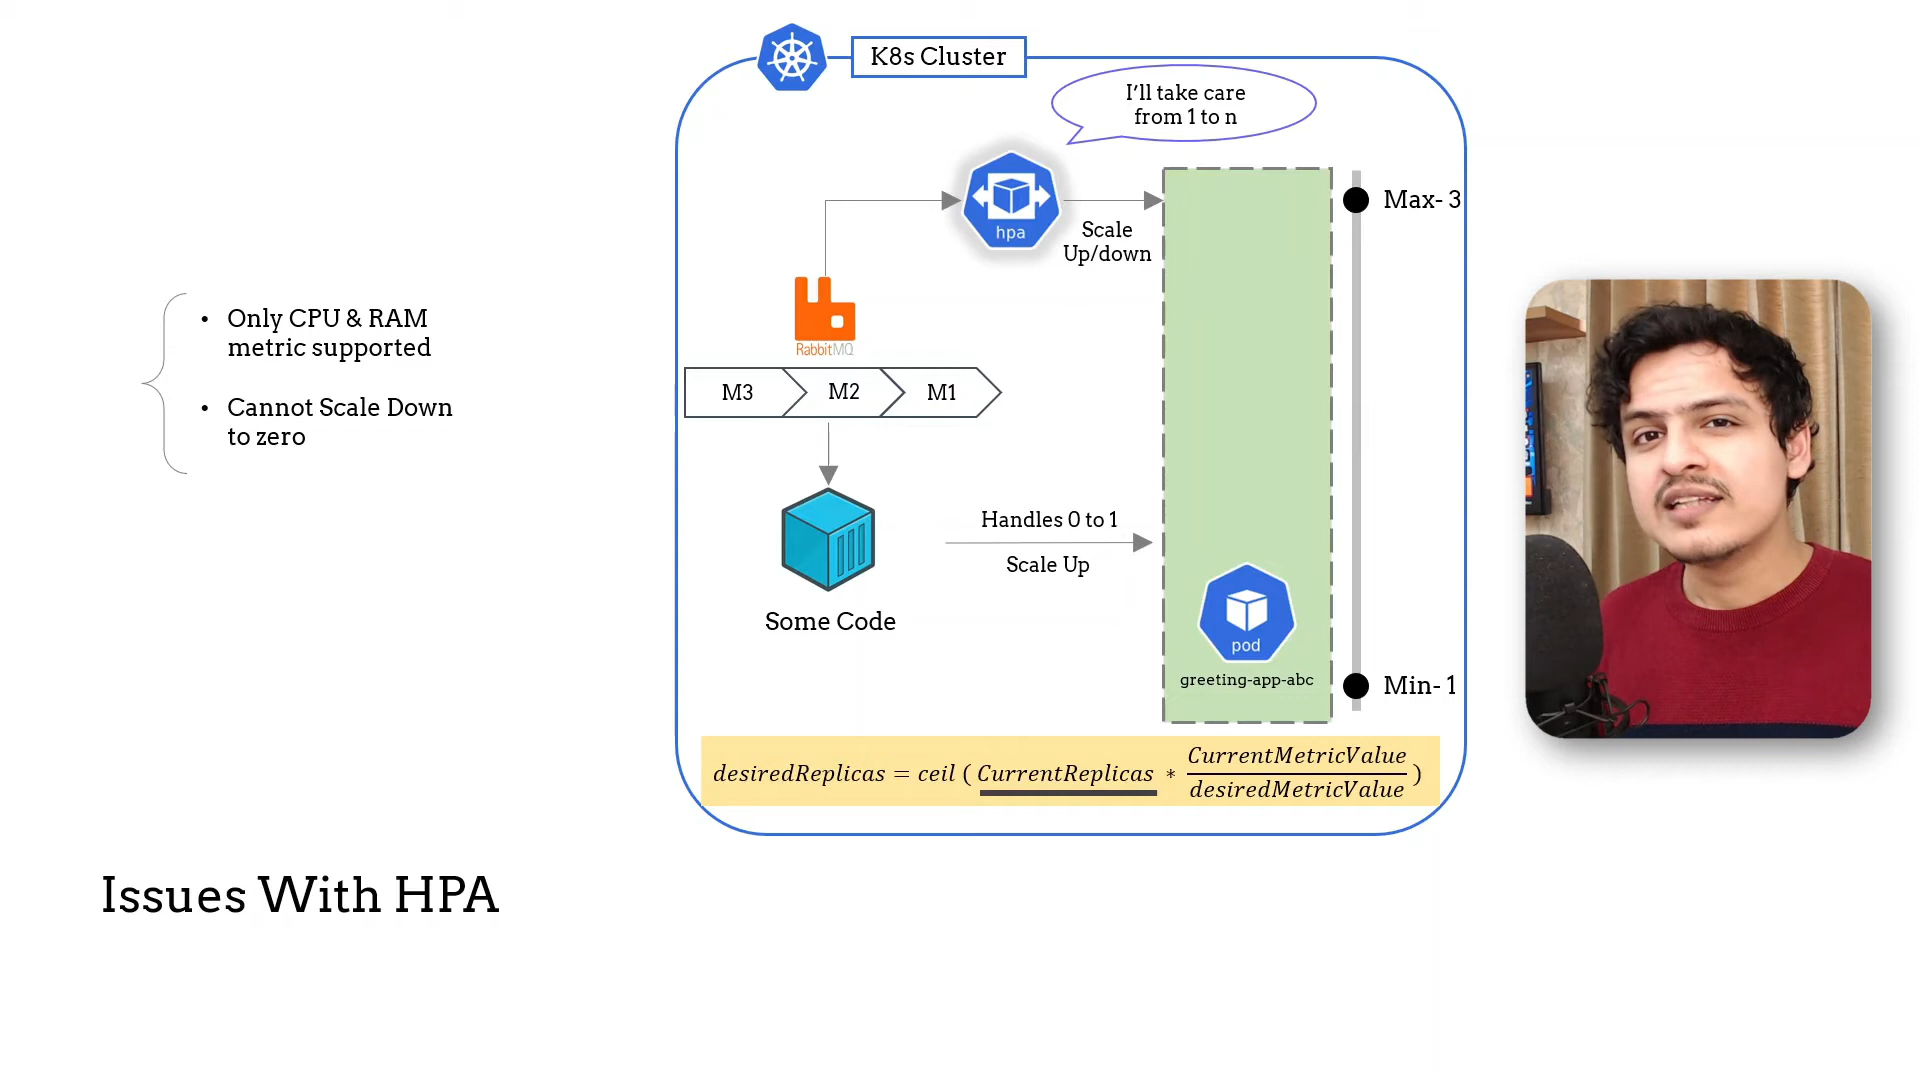 K8s Cluster
I'll take care
from 1 to n
hpa
Scale
Up/down
Max- 3
• Only CPU & RAM
metric supported
• Cannot Scale Down
to zero
RabbitMQ
M3 M2 M1
Handles 0 to 1
Scale Up
Some Code
pod
greeting-app-abc
Min- 1
desiredReplicas = ceil ( CurrentReplicas * CurrentMetricValue / desiredMetricValue )
Issues With HPA